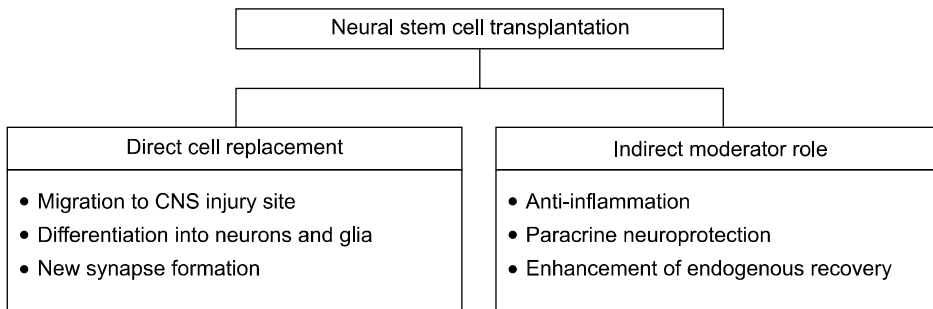 Neural stem cell transplantation
Direct cell replacement
• Migration to CNS injury site
• Differentiation into neurons and glia
• New synapse formation
Indirect moderator role
• Anti-inflammation
• Paracrine neuroprotection
• Enhancement of endogenous recovery